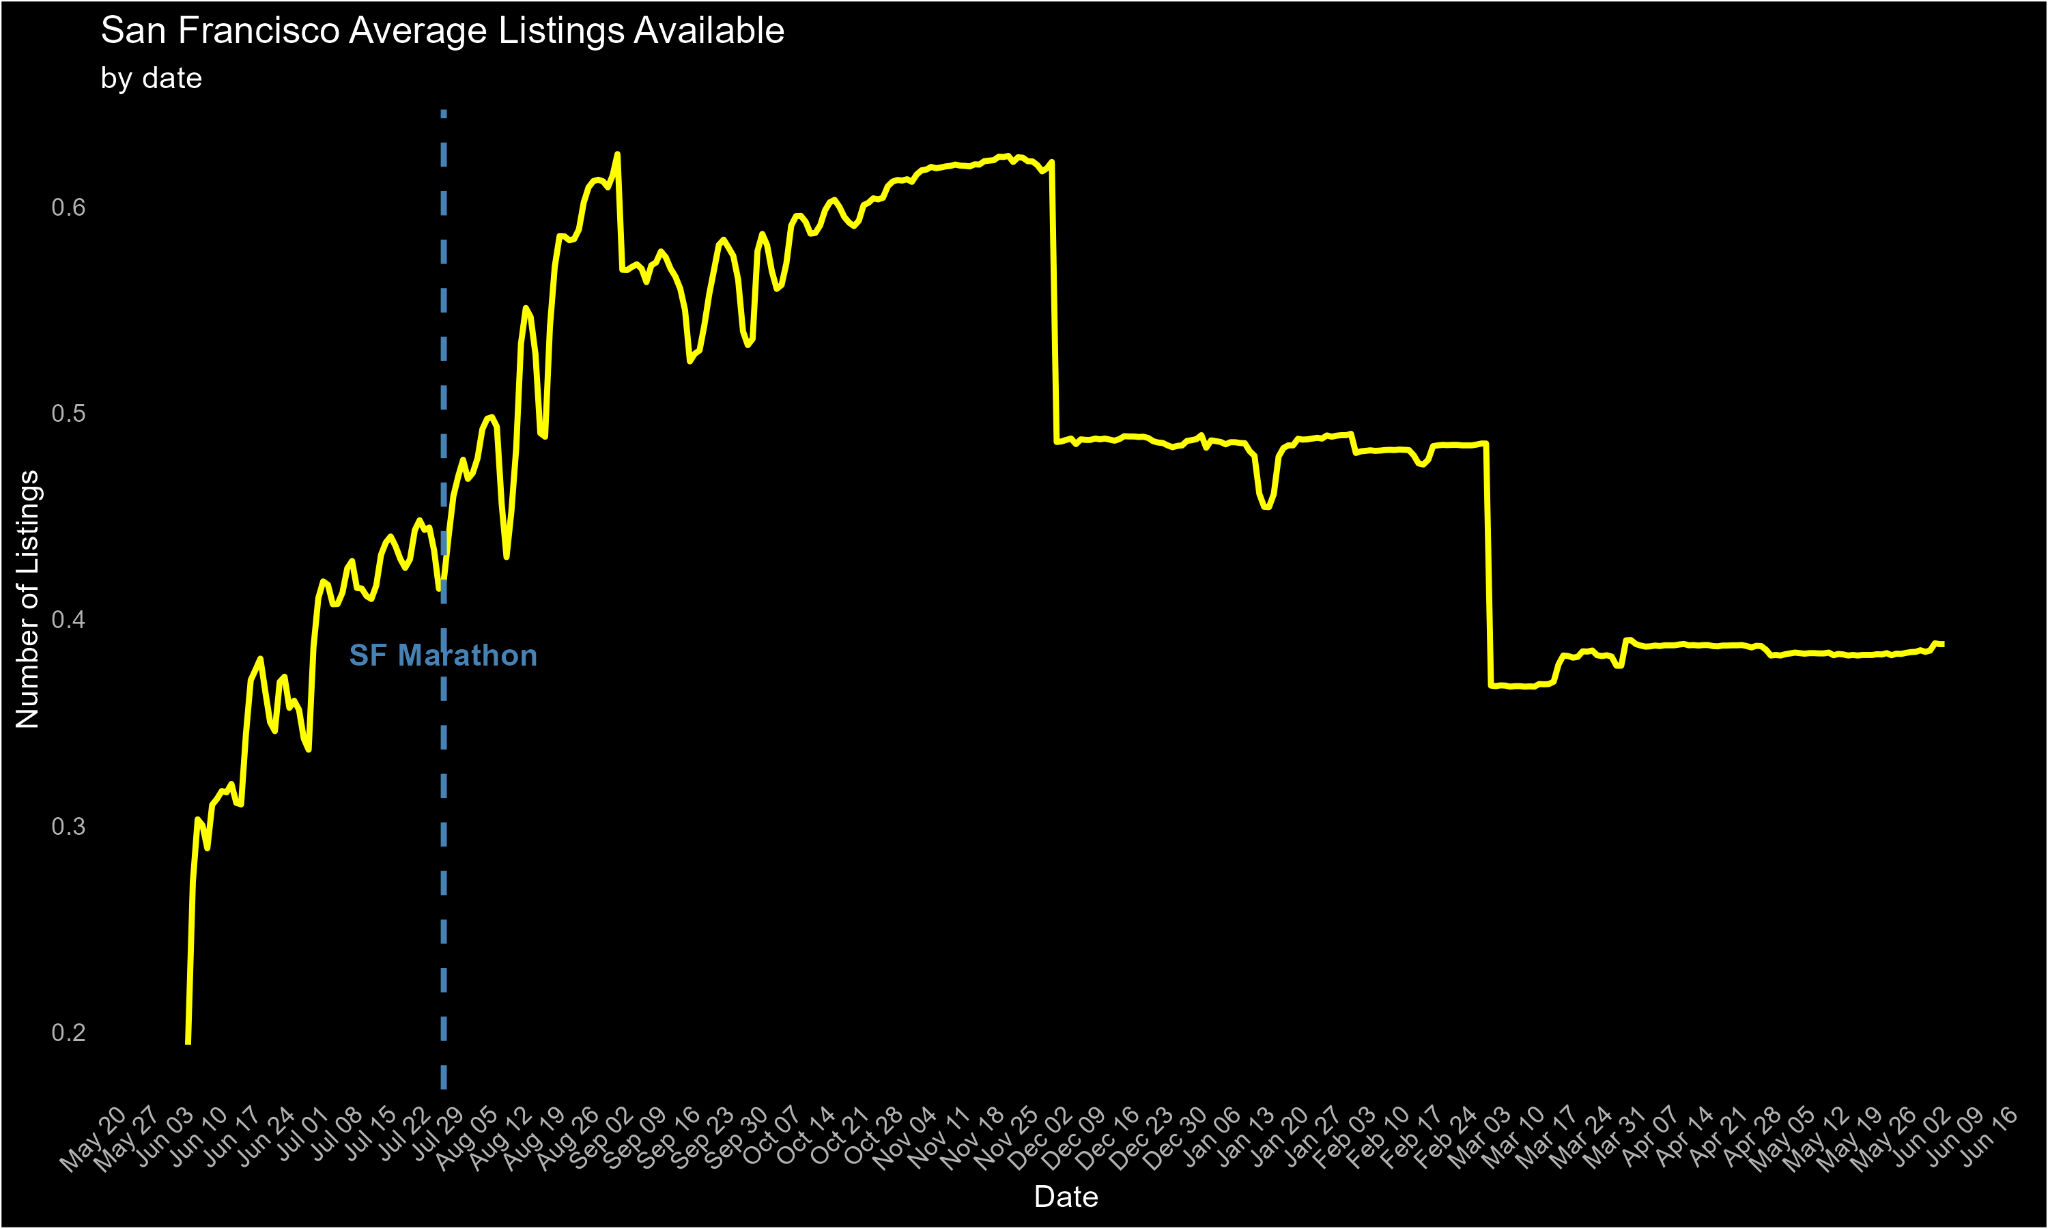 San Francisco Average Listings Available
by date
Number of Listings
0.6
0.5
0.4
0.3
0.2
SF Marathon
May 20
May 27
Jun 03
Jun 10
Jun 17
Jun 24
Jul 01
Jul 08
Jul 15
Jul 22
Jul 29
Aug 05
Aug 12
Aug 19
Aug 26
Sep 02
Sep 09
Sep 16
Sep 23
Sep 30
Oct 07
Oct 14
Oct 21
Oct 28
Nov 04
Nov 11
Nov 18
Nov 25
Dec 02
Dec 09
Dec 16
Dec 23
Dec 30
Jan 06
Jan 13
Jan 20
Jan 27
Feb 03
Feb 10
Feb 17
Feb 24
Mar 03
Mar 10
Mar 17
Mar 24
Mar 31
Apr 07
Apr 14
Apr 21
Apr 28
May 05
May 12
May 19
May 26
Jun 02
Jun 09
Jun 16
Date